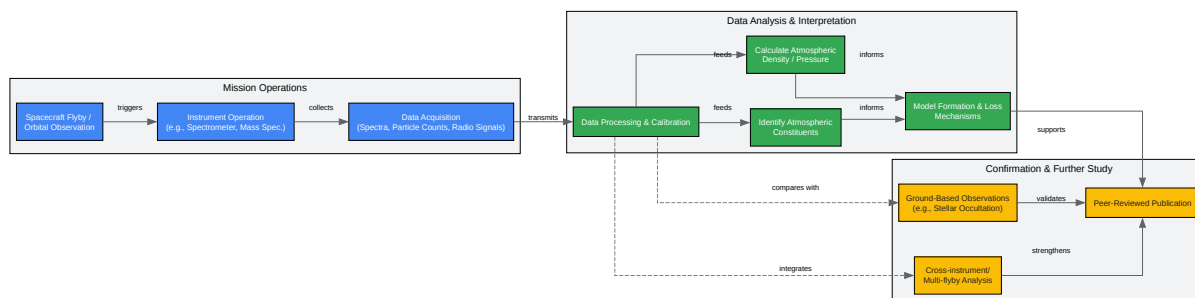 Data Analysis & Interpretation
Calculate Atmospheric
Density / Pressure
feeds
informs
Mission Operations
Spacecraft Flyby /
Orbital Observation
triggers
Instrument Operation
(e.g., Spectrometer, Mass Spec.)
collects
Data Acquisition
(Spectra, Particle Counts, Radio Signals)
transmits
Data Processing & Calibration
feeds
Identify Atmospheric
Constituents
informs
Model Formation & Loss
Mechanisms
supports
Confirmation & Further Study
compares with
Ground-Based Observations
(e.g., Stellar Occultation)
validates
Peer-Reviewed Publication
strengthens
integrates
Cross-instrument/
Multi-flyby Analysis